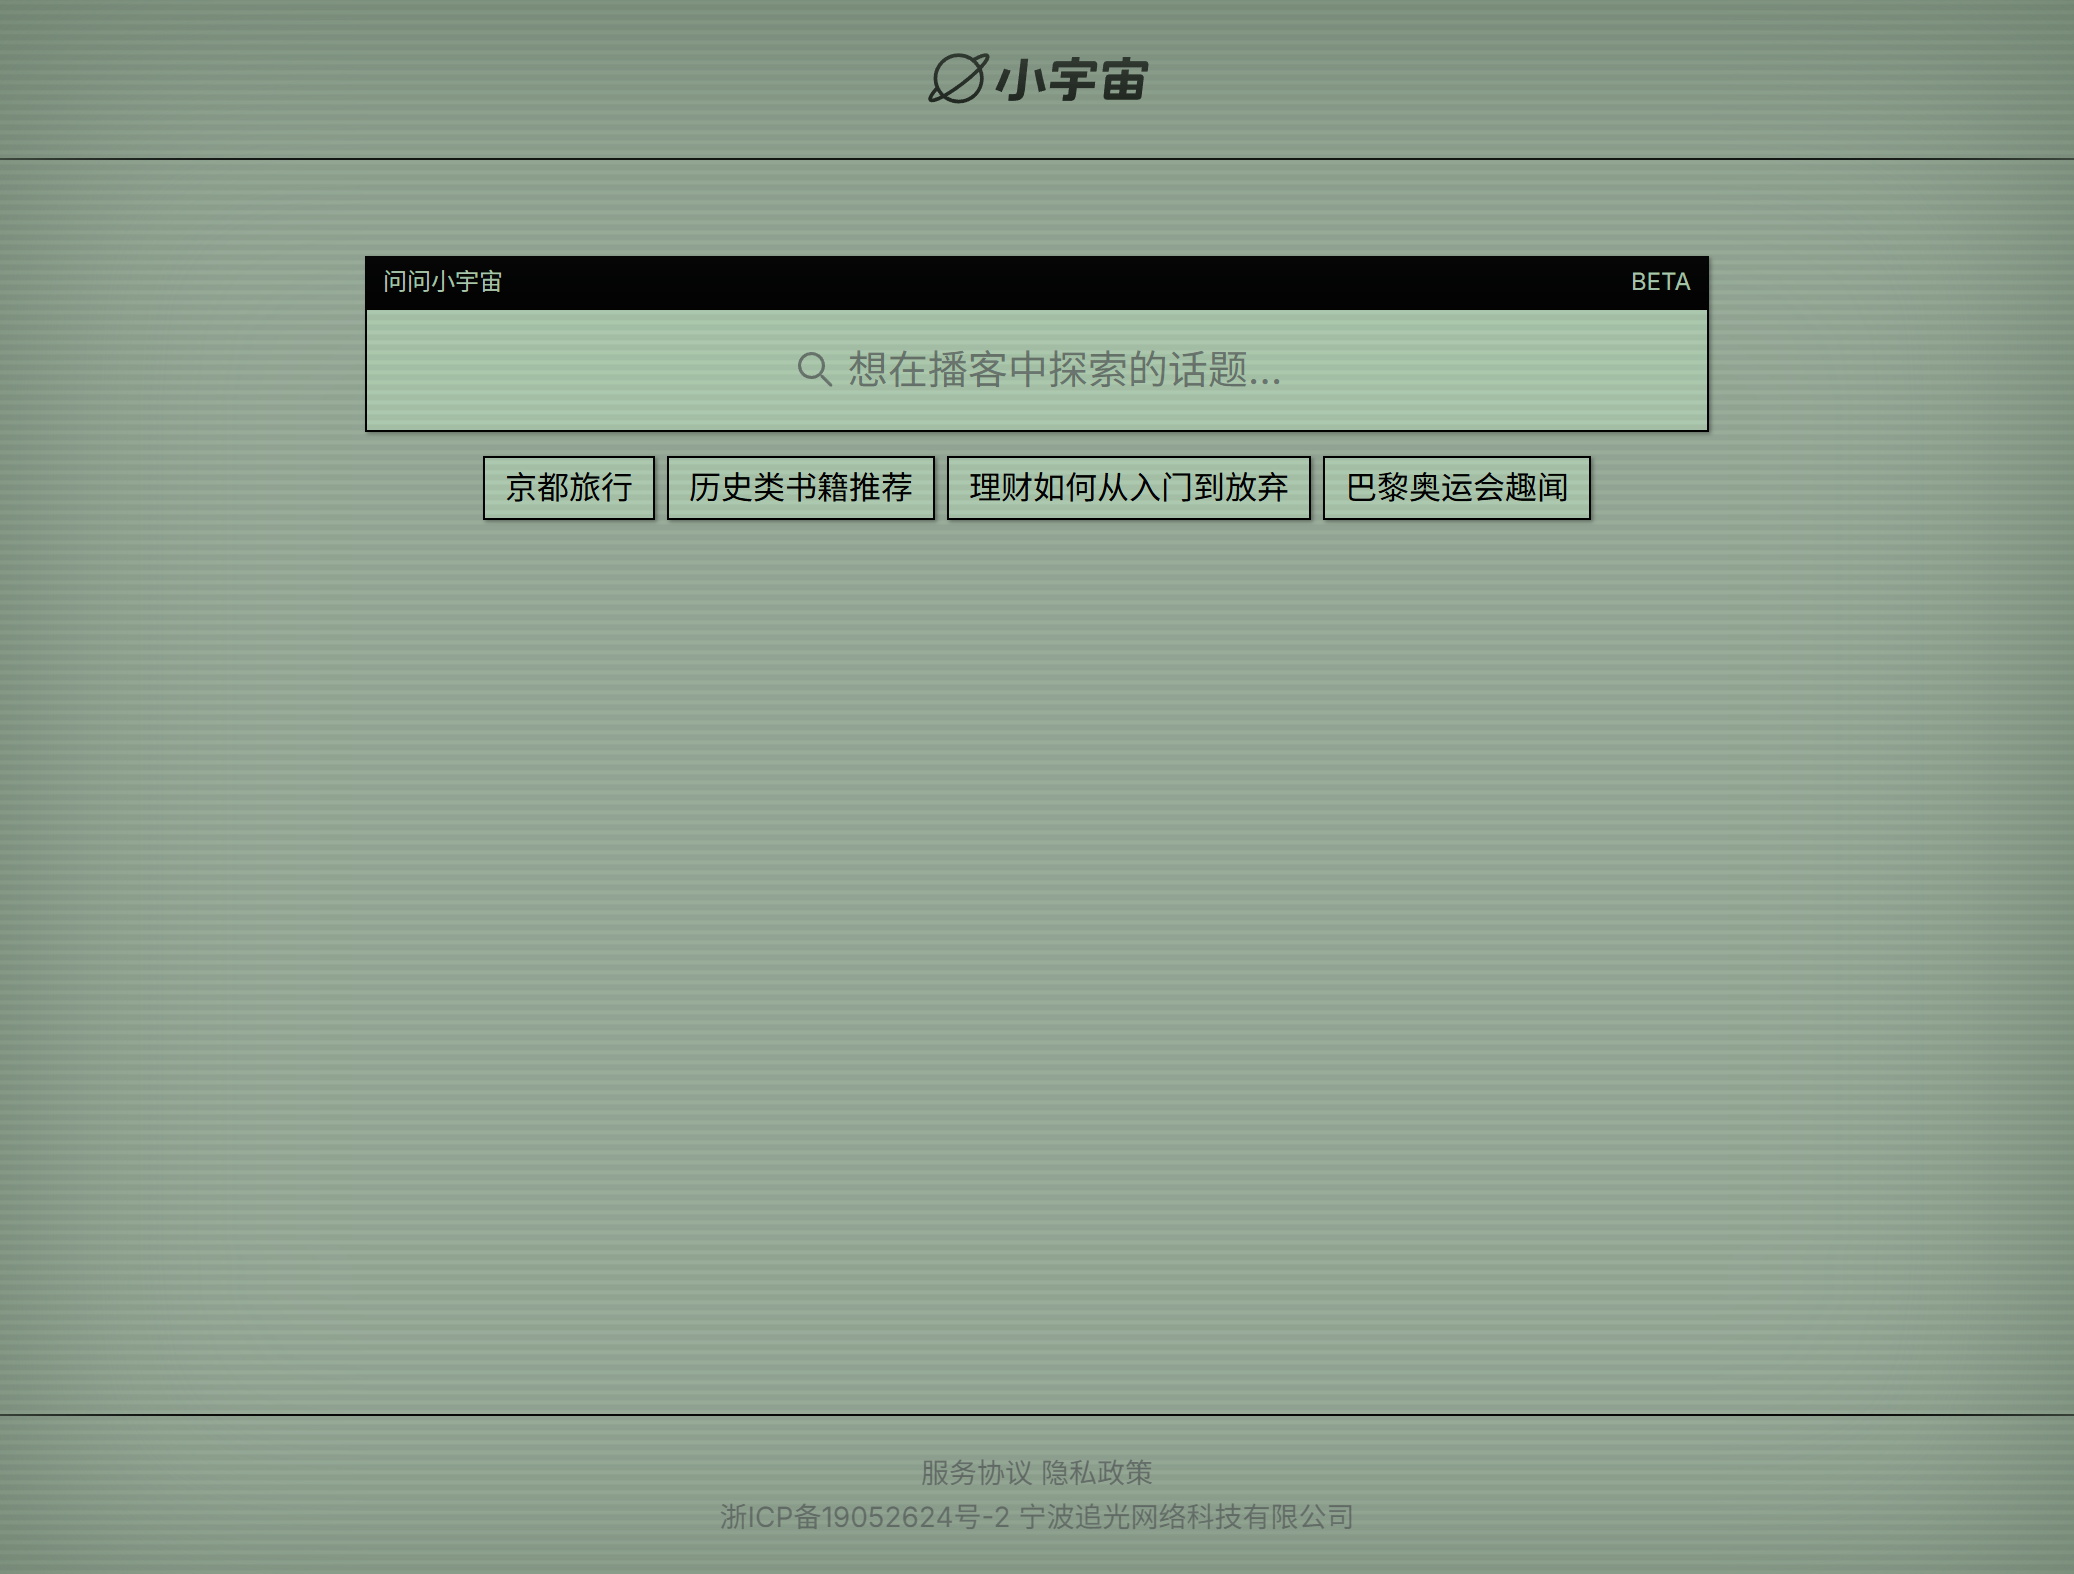 小宇宙
问问小宇宙 BETA
想在播客中探索的话题...
京都旅行 历史类书籍推荐 理财如何从入门到放弃 巴黎奥运会趣闻
服务协议 隐私政策
浙ICP备19052624号-2 宁波追光网络科技有限公司